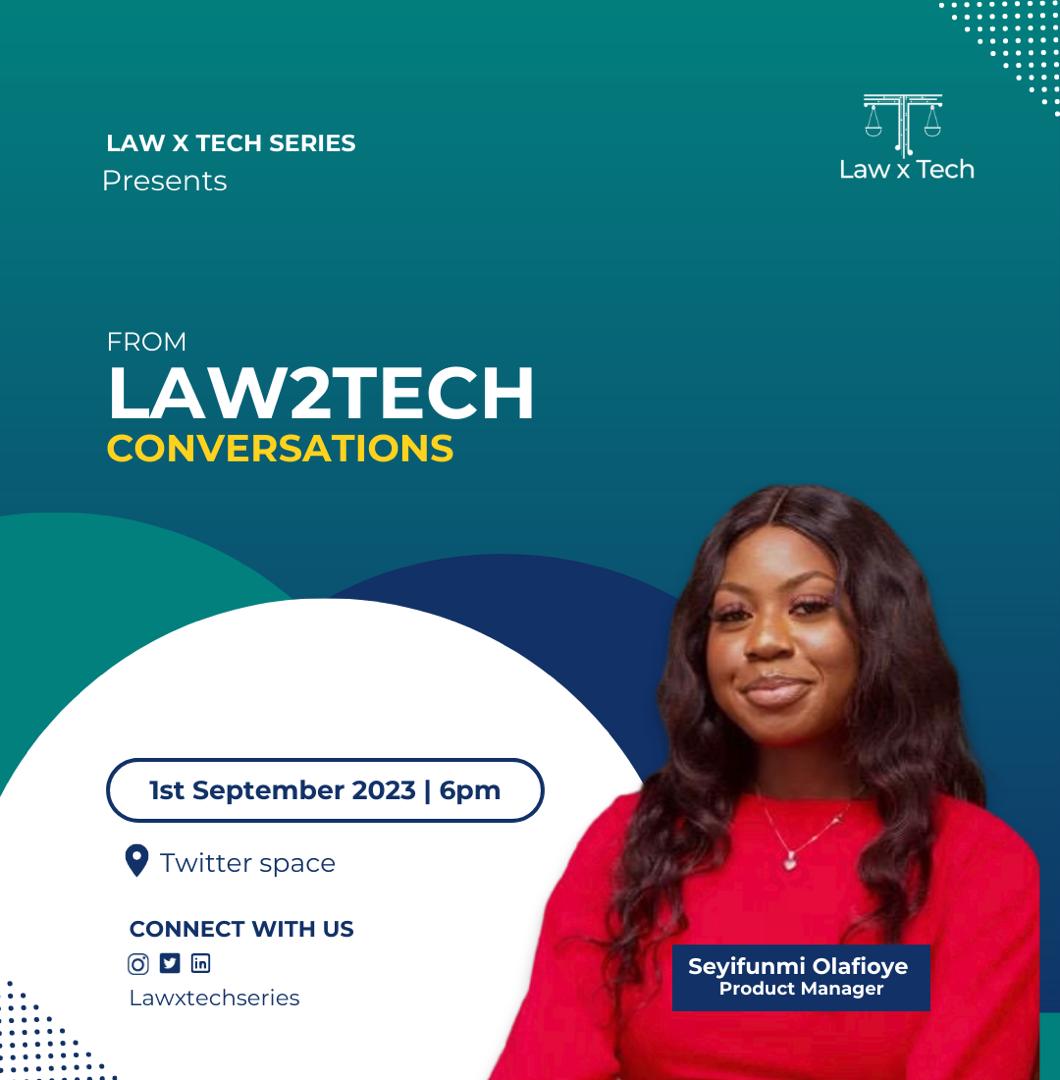 LAW X TECH SERIES
Presents
Law x Tech
FROM
LAW2TECH
CONVERSATIONS
1st September 2023 | 6pm
Twitter space
CONNECT WITH US
Lawxtechseries
Seyifunmi Olafioye
Product Manager